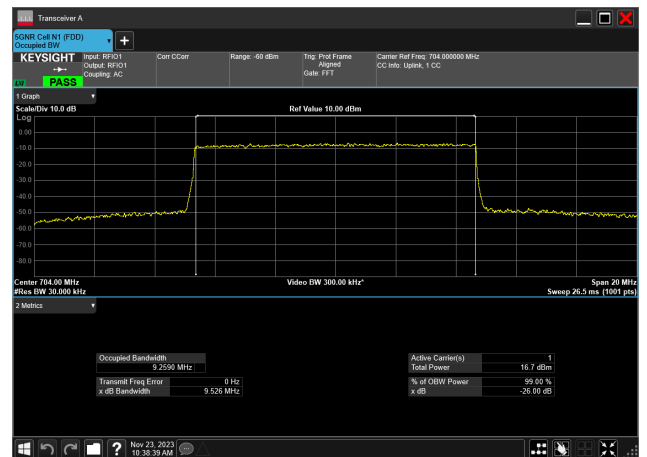 Transceiver A
5GNR Cell N1 (FDD)
Occupied BW
KEYSIGHT
Input: RFIO1
Output: RFIO1
Coupling: AC
Corr CCorr
Range: -60 dBm
Trig: Prot Frame
Aligned
Gate: FFT
Carrier Ref Freq: 704.000000 MHz
CC Info: Uplink, 1 CC
PASS
1 Graph
Scale/Div 10.0 dB
Ref Value 10.00 dBm
Log
0.00
-10.0
-20.0
-30.0
-40.0
-50.0
-60.0
-70.0
-80.0
Center 704.00 MHz
Video BW 300.00 kHz*
Span 20 MHz
#Res BW 30.000 kHz
Sweep 26.5 ms (1001 pts)
2 Metrics
Occupied Bandwidth
9.2590 MHz
Transmit Freq Error 0 Hz
x dB Bandwidth 9.526 MHz
Active Carrier(s) 1
Total Power 16.7 dBm
% of OBW Power 99.00 %
x dB -26.00 dB
?
Nov 23, 2023
10:38:39 AM